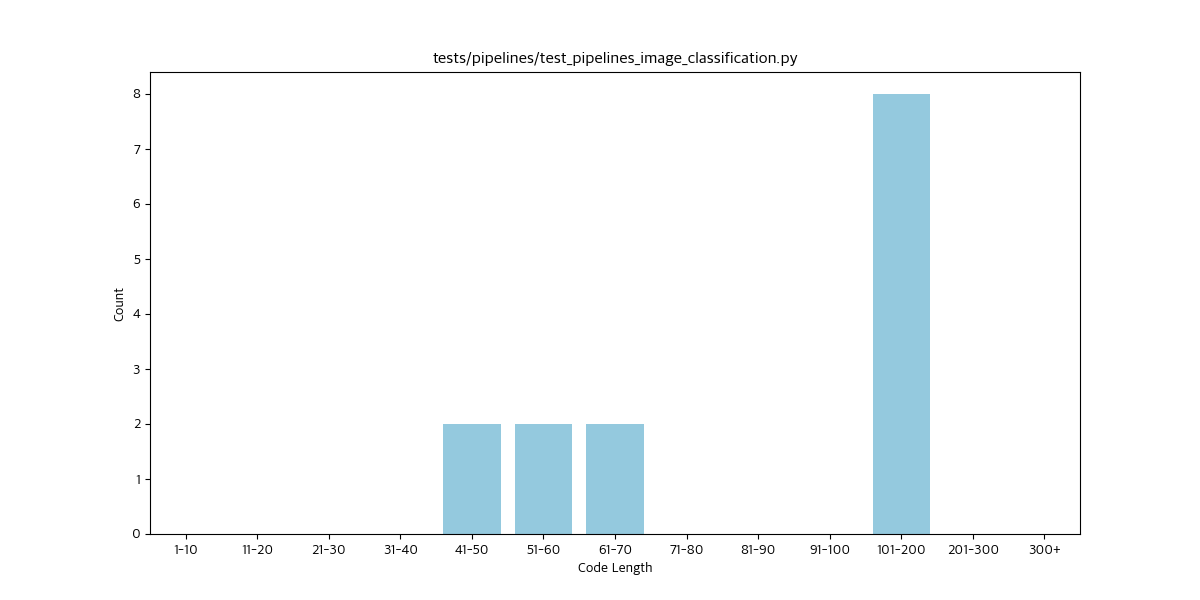 tests/pipelines/test_pipelines_image_classification.py
8
7
6
5
4
3
2
1
0
Count
1-10 11-20 21-30 31-40 41-50 51-60 61-70 71-80 81-90 91-100 101-200 201-300 300+
Code Length